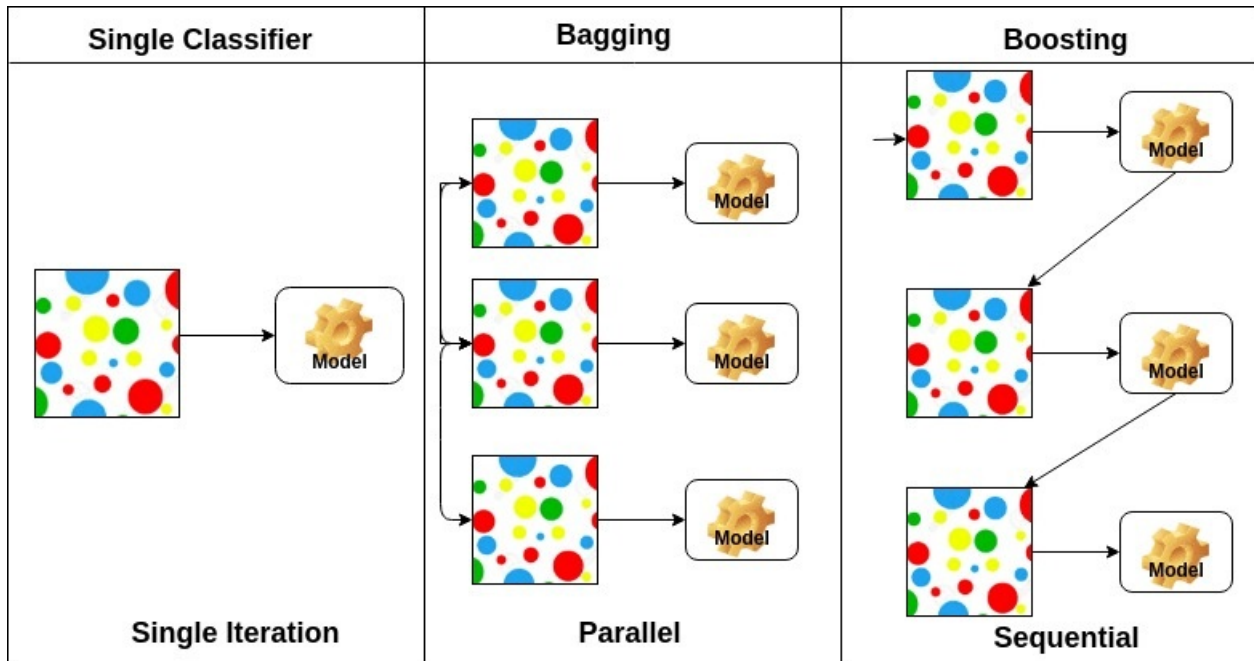 Single Classifier
Bagging
Boosting
Model
Model
Model
Model
Model
Model
Model
Single Iteration
Parallel
Sequential